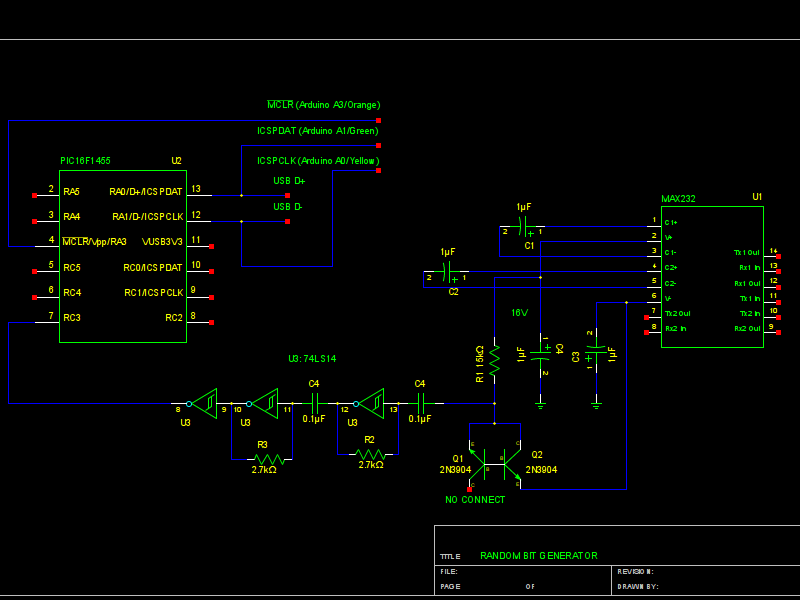 MCLR (Arduino A3/Orange)
ICSPDAT (Arduino A1/Green)
ICSPCLK (Arduino A0/Yellow)
USB D+
USB D-
PIC16F1455 U2
2 RA5 RA0/D+/ICSPDAT 13
3 RA4 RA1/D-/ICSPCLK 12
4 MCLR/Vpp/RA3 VUSB3V3 11
5 RC5 RC0/ICSPDAT 10
6 RC4 RC1/ICSPCLK 9
7 RC3 RC2 8
MAX232 U1
1 C1+
2 V+
3 C1- Tx1 Out 14
4 C2+ Rx1 In 13
5 C2- Rx1 Out 12
6 V- Tx1 In 11
7 Tx2 Out Tx2 In 10
8 Rx2 In Rx2 Out 9
1µF
2 + 1
C1
1µF
2 + 1
C2
16V
R1 15kΩ
1µF 1 + 2 C4
C3 2 + 1 1µF
U3: 74LS14
C4 C4
8 9 10 11 12 13
U3 U3 0.1µF U3 0.1µF
R3
2.7kΩ
R2
2.7kΩ
Q1
2N3904
E B C
Q2
2N3904
C B E
NO CONNECT
TITLE RANDOM BIT GENERATOR
FILE: REVISION:
PAGE OF DRAWN BY: